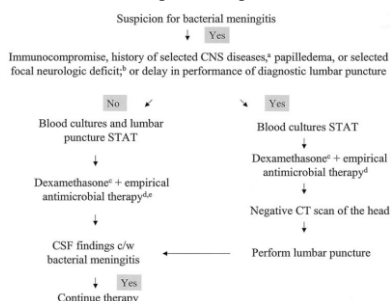 Suspicion for bacterial meningitis
Yes
Immunocompromise, history of selected CNS diseases,ᵃ papilledema, or selected
focal neurologic deficit;ᵇ or delay in performance of diagnostic lumbar puncture
No
Yes
Blood cultures and lumbar
puncture STAT
Blood cultures STAT
Dexamethasoneᶜ + empirical
antimicrobial therapyᵈ
Dexamethasoneᶜ + empirical
antimicrobial therapyᵈ,ᵉ
Negative CT scan of the head
CSF findings c/w
bacterial meningitis
Perform lumbar puncture
Yes
Continue therapy